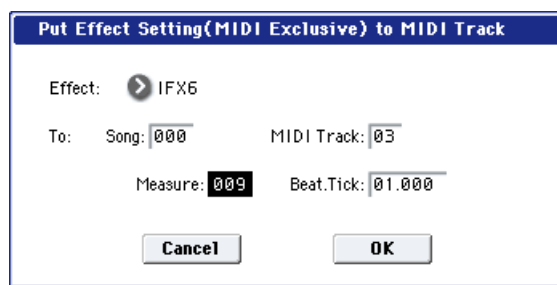 Put Effect Setting(MIDI Exclusive) to MIDI Track
Effect: IFX6
To: Song: 000 MIDI Track: 03
Measure: 009 Beat.Tick: 01.000
Cancel OK